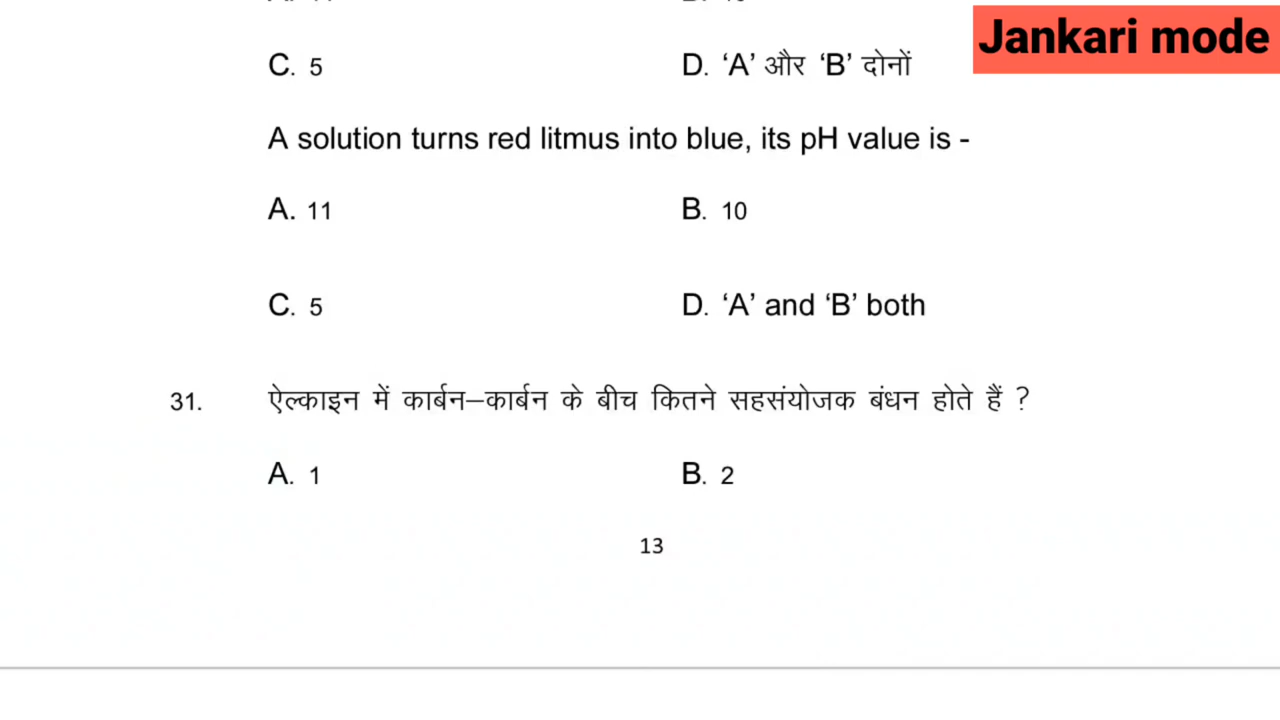 Jankari mode
C. 5 D. ‘A’ और ‘B’ दोनों
A solution turns red litmus into blue, its pH value is -
A. 11 B. 10
C. 5 D. ‘A’ and ‘B’ both
31. ऐल्काइन में कार्बन–कार्बन के बीच कितने सहसंयोजक बंधन होते हैं ?
A. 1 B. 2
13